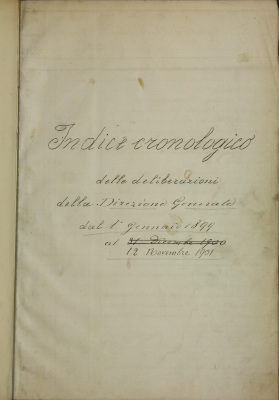 Indice cronologico
delle deliberazioni
della Direzione Generale
dal 1° Gennaio 1899
al 31 Dicembre 1900
12 Novembre 1901